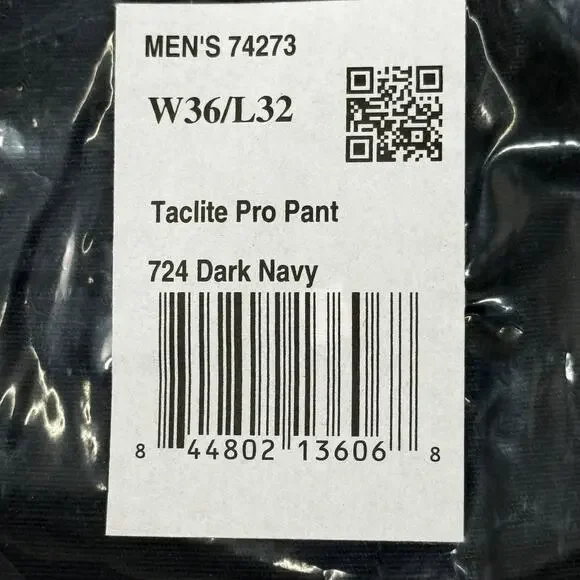 MEN'S 74273
W36/L32
Taclite Pro Pant
724 Dark Navy
8 44802 13606 8